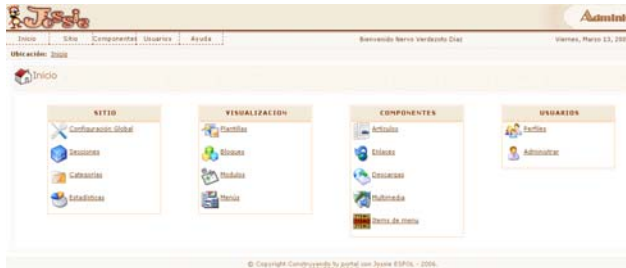 Jossie
Administ
Inicio Sitio Componentes Usuarios Ayuda
Bienvenido Nervo Verdezoto Diaz
Viernes, Marzo 13, 200
Ubicación: Inicio
Inicio
SITIO
Configuración Global
Secciones
Categorías
Estadísticas
VISUALIZACION
Plantillas
Bloques
Modulos
Menús
COMPONENTES
Artículos
Enlaces
Descargas
Multimedia
Items de menu
USUARIOS
Perfiles
Administrar
© Copyright Construyendo tu portal con Jossie ESPOL - 2006.